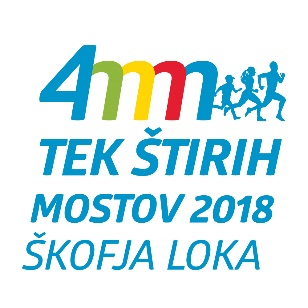 4mm
TEK ŠTIRIH
MOSTOV 2018
ŠKOFJA LOKA